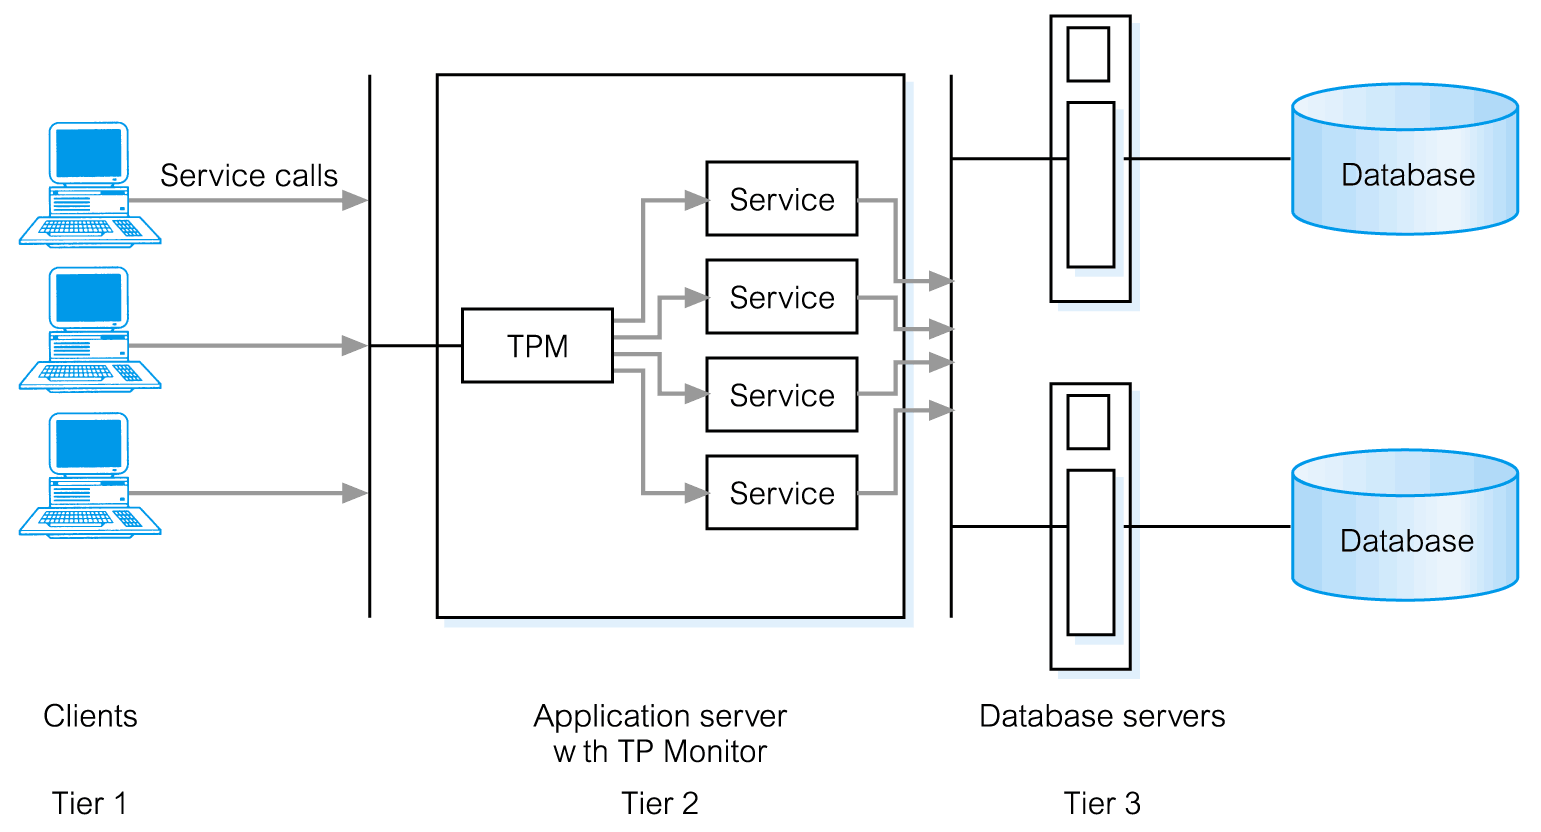 Service calls
TPM
Service
Service
Service
Service
Database
Database
Clients
Application server
w th TP Monitor
Database servers
Tier 1
Tier 2
Tier 3